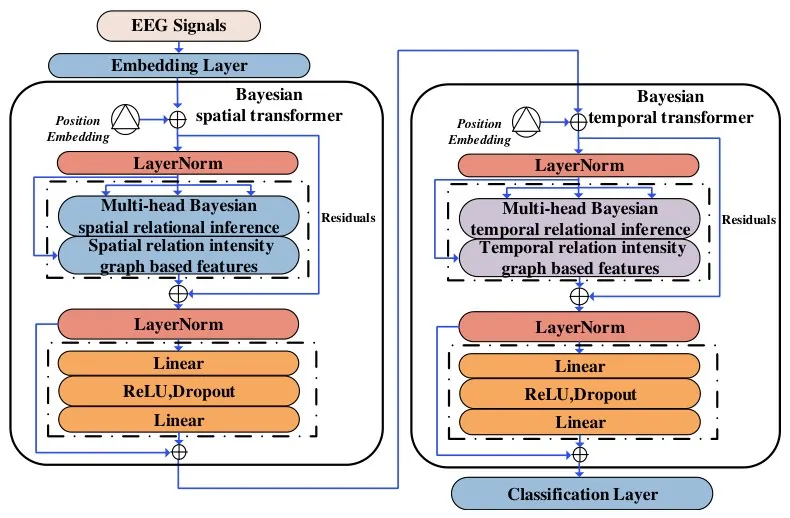 EEG Signals
Embedding Layer
Bayesian
spatial transformer
Position
Embedding
LayerNorm
Multi-head Bayesian
spatial relational inference
Spatial relation intensity
graph based features
Residuals
LayerNorm
Linear
ReLU,Dropout
Linear
Bayesian
temporal transformer
Position
Embedding
LayerNorm
Multi-head Bayesian
temporal relational inference
Temporal relation intensity
graph based features
Residuals
LayerNorm
Linear
ReLU,Dropout
Linear
Classification Layer